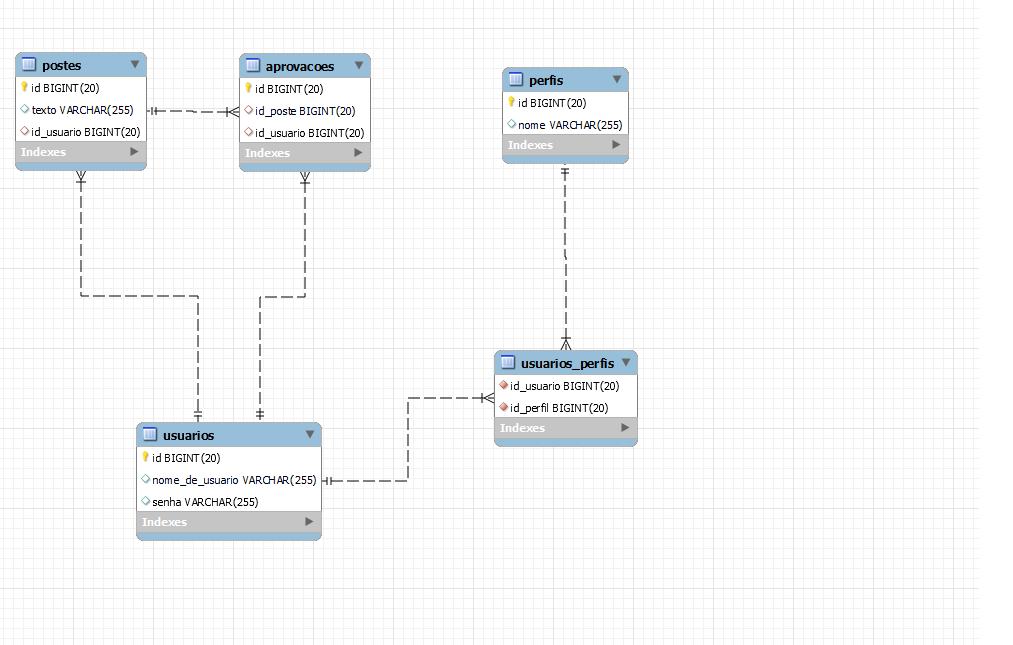 postes
id BIGINT(20)
texto VARCHAR(255)
id_usuario BIGINT(20)
Indexes
aprovacoes
id BIGINT(20)
id_poste BIGINT(20)
id_usuario BIGINT(20)
Indexes
perfis
id BIGINT(20)
nome VARCHAR(255)
Indexes
usuarios_perfis
id_usuario BIGINT(20)
id_perfil BIGINT(20)
Indexes
usuarios
id BIGINT(20)
nome_de_usuario VARCHAR(255)
senha VARCHAR(255)
Indexes